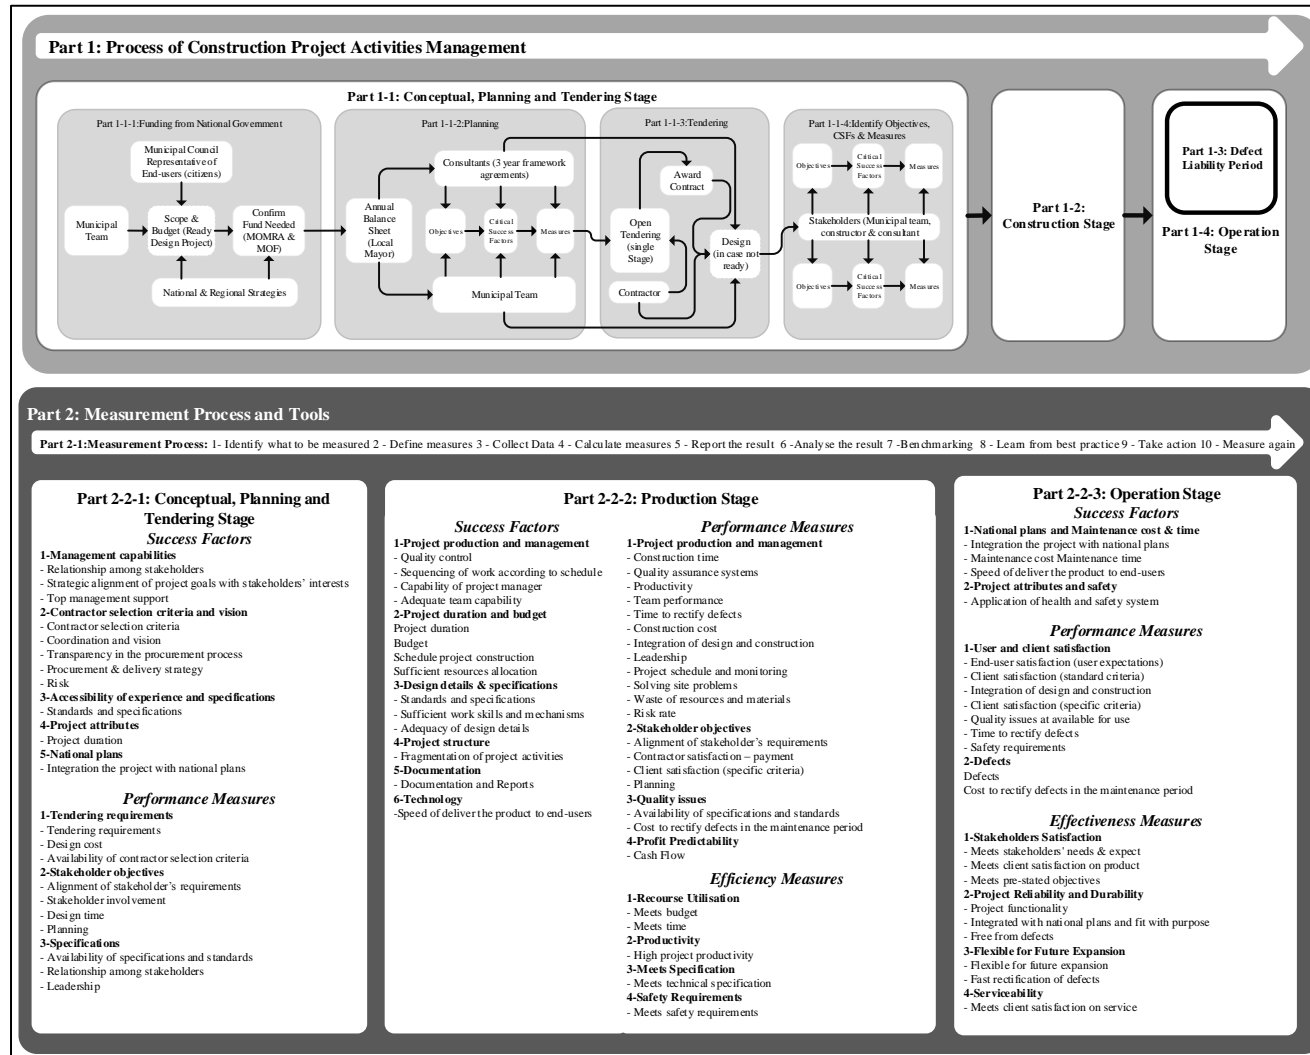 Part 1: Process of Construction Project Activities Management
Part 1-1: Conceptual, Planning and Tendering Stage
Part 1-1-1:Funding from National Government
Municipal Council
Representative of
End-users (citizens)
Municipal
Team
Scope &
Budget (Ready
Design Project)
Confirm
Fund Needed
(MOMRA &
MOF)
National & Regional Strategies
Part 1-1-2:Planning
Consultants (3 year framework
agreements)
Annual
Balance
Sheet
(Local
Mayor)
Objectives
Critical
Success
Factors
Measures
Municipal Team
Part 1-1-3:Tendering
Award
Contract
Open
Tendering
(single
Stage)
Design
(in case not
ready)
Contractor
Part 1-1-4:Identify Objectives,
CSFs & Measures
Objectives
Critical
Success
Factors
Measures
Stakeholders (Municipal team,
constructor & consultant
Objectives
Critical
Success
Factors
Measures
Part 1-2:
Construction Stage
Part 1-3: Defect
Liability Period
Part 1-4: Operation
Stage
Part 2: Measurement Process and Tools
Part 2-1:Measurement Process: 1- Identify what to be measured 2 - Define measures 3 - Collect Data 4 - Calculate measures 5 - Report the result 6 -Analyse the result 7 -Benchmarking 8 - Learn from best practice 9 - Take action 10 - Measure again
Part 2-2-1: Conceptual, Planning and
Tendering Stage
Success Factors
1-Management capabilities
- Relationship among stakeholders
- Strategic alignment of project goals with stakeholders' interests
- Top management support
2-Contractor selection criteria and vision
- Contractor selection criteria
- Coordination and vision
- Transparency in the procurement process
- Procurement & delivery strategy
- Risk
3-Accessibility of experience and specifications
- Standards and specifications
4-Project attributes
- Project duration
5-National plans
- Integration the project with national plans
Performance Measures
1-Tendering requirements
- Tendering requirements
- Design cost
- Availability of contractor selection criteria
2-Stakeholder objectives
- Alignment of stakeholder's requirements
- Stakeholder involvement
- Design time
- Planning
3-Specifications
- Availability of specifications and standards
- Relationship among stakeholders
- Leadership
Part 2-2-2: Production Stage
Success Factors
1-Project production and management
- Quality control
- Sequencing of work according to schedule
- Capability of project manager
- Adequate team capability
2-Project duration and budget
Project duration
Budget
Schedule project construction
Sufficient resources allocation
3-Design details & specifications
- Standards and specifications
- Sufficient work skills and mechanisms
- Adequacy of design details
4-Project structure
- Fragmentation of project activities
5-Documentation
- Documentation and Reports
6-Technology
-Speed of deliver the product to end-users
Performance Measures
1-Project production and management
- Construction time
- Quality assurance systems
- Productivity
- Team performance
- Time to rectify defects
- Construction cost
- Integration of design and construction
- Leadership
- Project schedule and monitoring
- Solving site problems
- Waste of resources and materials
- Risk rate
2-Stakeholder objectives
- Alignment of stakeholder's requirements
- Contractor satisfaction – payment
- Client satisfaction (specific criteria)
- Planning
3-Quality issues
- Availability of specifications and standards
- Cost to rectify defects in the maintenance period
4-Profit Predictability
- Cash Flow
Efficiency Measures
1-Recourse Utilisation
- Meets budget
- Meets time
2-Productivity
- High project productivity
3-Meets Specification
- Meets technical specification
4-Safety Requirements
- Meets safety requirements
Part 2-2-3: Operation Stage
Success Factors
1-National plans and Maintenance cost & time
- Integration the project with national plans
- Maintenance cost Maintenance time
- Speed of deliver the product to end-users
2-Project attributes and safety
- Application of health and safety system
Performance Measures
1-User and client satisfaction
- End-user satisfaction (user expectations)
- Client satisfaction (standard criteria)
- Integration of design and construction
- Client satisfaction (specific criteria)
- Quality issues at available for use
- Time to rectify defects
- Safety requirements
2-Defects
Defects
Cost to rectify defects in the maintenance period
Effectiveness Measures
1-Stakeholders Satisfaction
- Meets stakeholders' needs & expect
- Meets client satisfaction on product
- Meets pre-stated objectives
2-Project Reliability and Durability
- Project functionality
- Integrated with national plans and fit with purpose
- Free from defects
3-Flexible for Future Expansion
- Flexible for future expansion
- Fast rectification of defects
4-Serviceability
- Meets client satisfaction on service